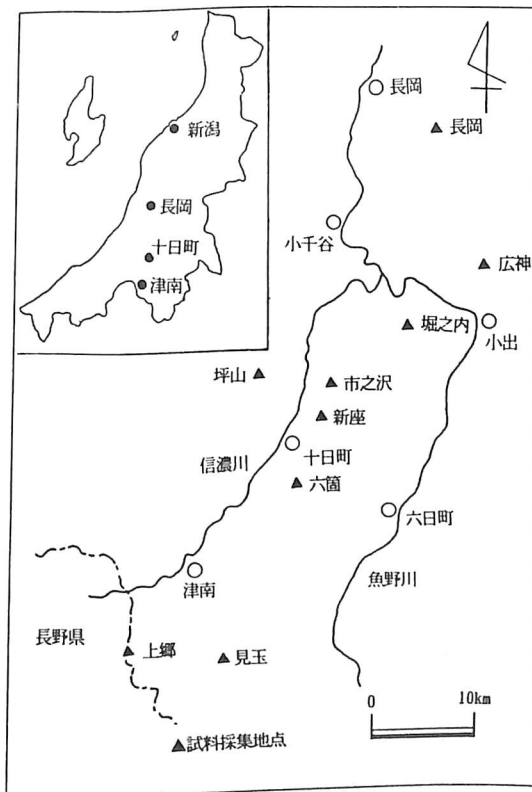 新潟
長岡
十日町
津南
長岡
長岡
小千谷
広神
堀之内
小出
坪山
市之沢
新座
信濃川
十日町
六箇
六日町
津南
魚野川
長野県
上郷
見玉
0 10km
試料採集地点